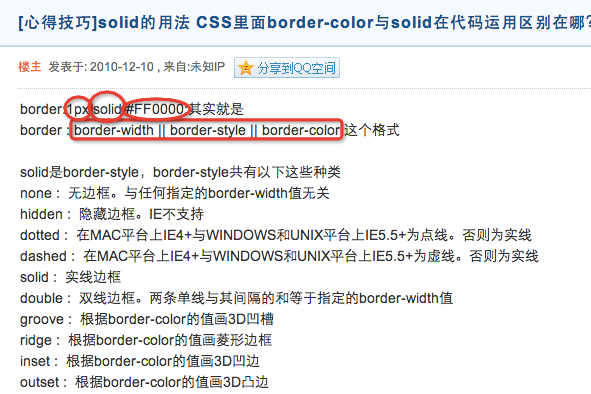 [心得技巧]solid的用法 CSS里面border-color与solid在代码运用区别在哪?
楼主 发表于: 2010-12-10 , 来自:未知IP 分享到QQ空间
border:1px solid #FF0000;其实就是
border : border-width || border-style || border-color 这个格式
solid是border-style，border-style共有以下这些种类
none : 无边框。与任何指定的border-width值无关
hidden : 隐藏边框。IE不支持
dotted : 在MAC平台上IE4+与WINDOWS和UNIX平台上IE5.5+为点线。否则为实线
dashed : 在MAC平台上IE4+与WINDOWS和UNIX平台上IE5.5+为虚线。否则为实线
solid : 实线边框
double : 双线边框。两条单线与其间隔的和等于指定的border-width值
groove : 根据border-color的值画3D凹槽
ridge : 根据border-color的值画菱形边框
inset : 根据border-color的值画3D凹边
outset : 根据border-color的值画3D凸边